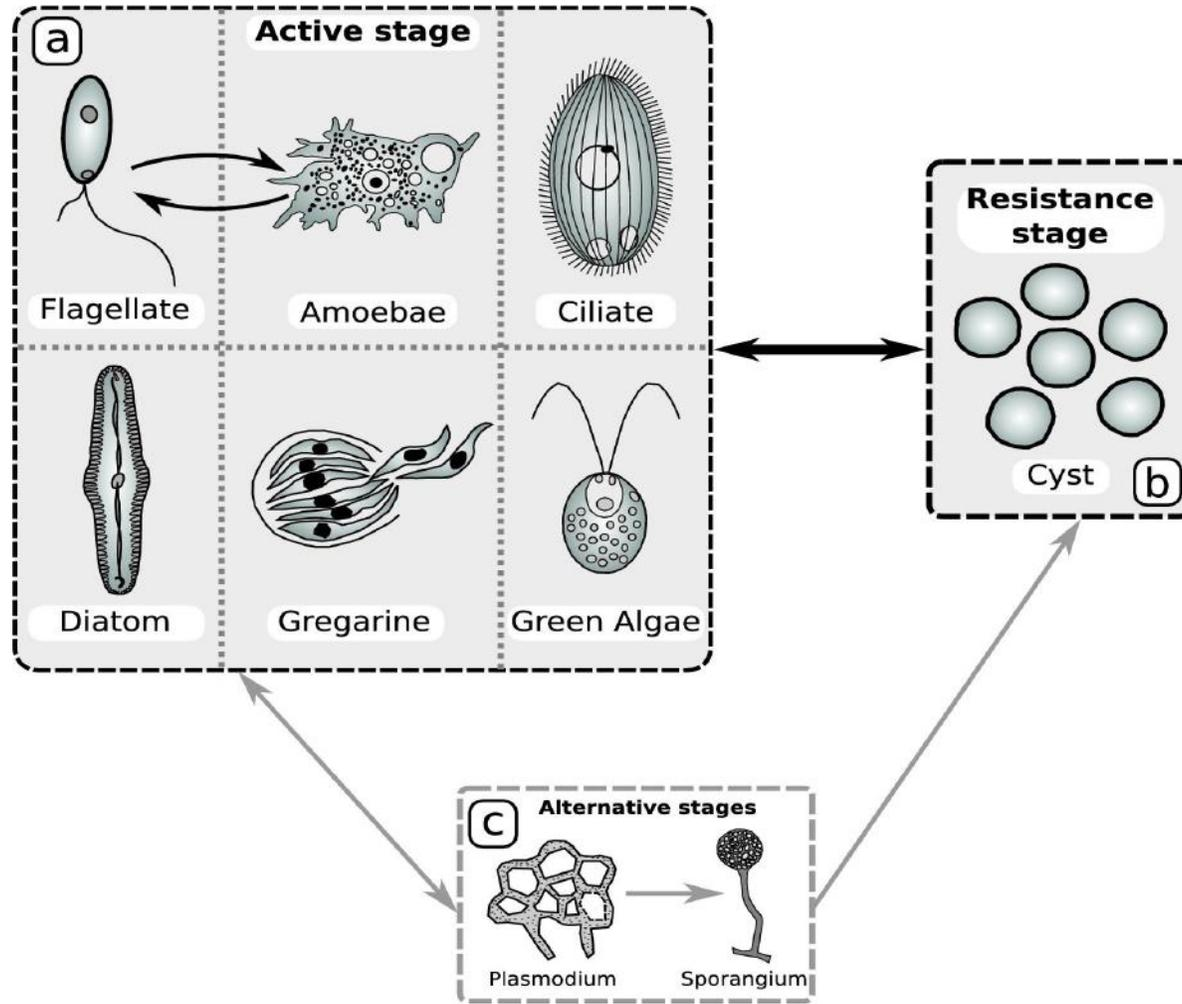 a
Active stage
Flagellate
Amoebae
Ciliate
Diatom
Gregarine
Green Algae
Resistance
stage
Cyst
b
c
Alternative stages
Plasmodium
Sporangium